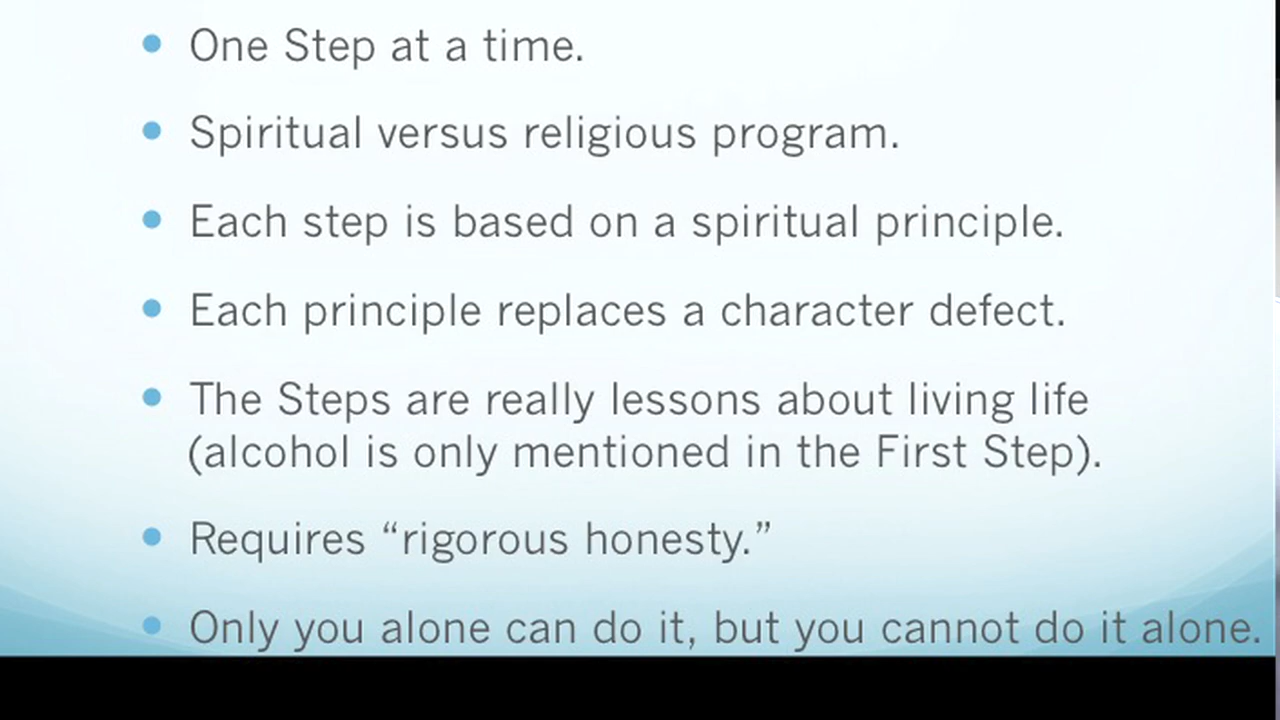 • One Step at a time.
• Spiritual versus religious program.
• Each step is based on a spiritual principle.
• Each principle replaces a character defect.
• The Steps are really lessons about living life
(alcohol is only mentioned in the First Step).
• Requires “rigorous honesty.”
• Only you alone can do it, but you cannot do it alone.